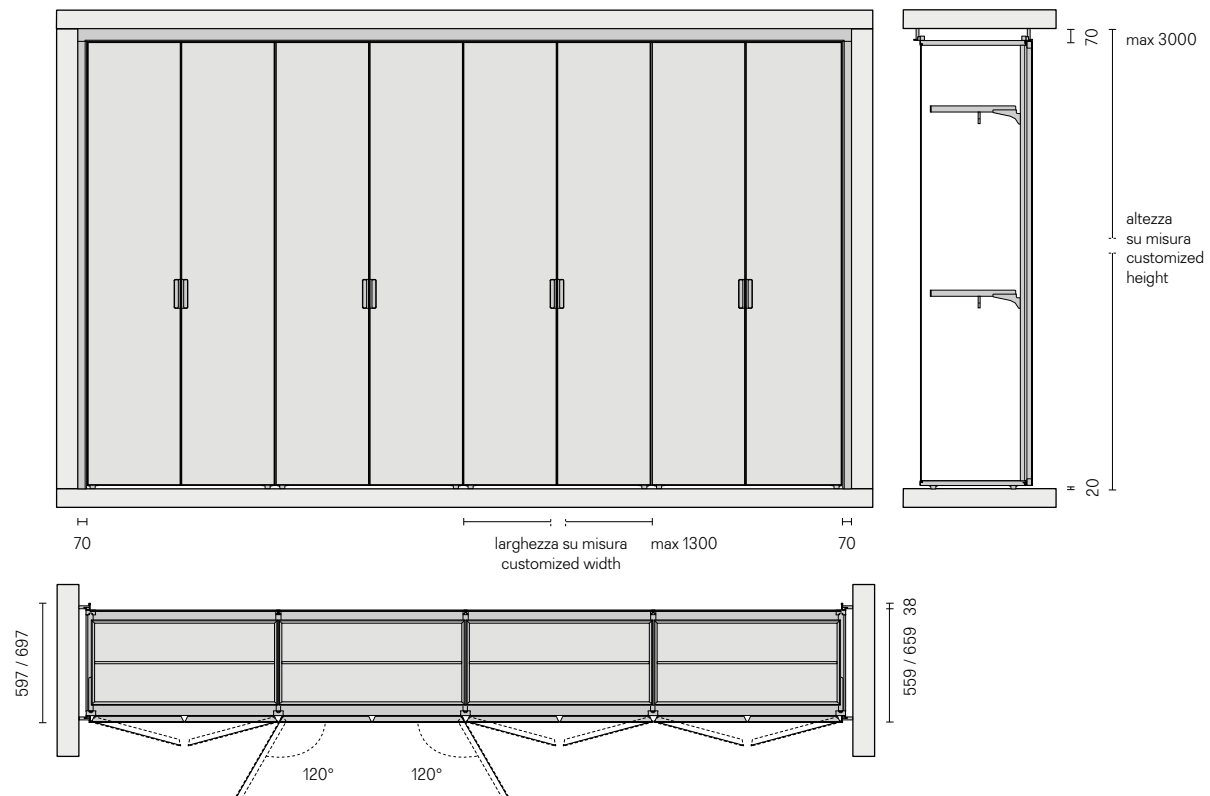 70
max 3000
altezza
su misura
customized
height
20
70
larghezza su misura max 1300
customized width
70
597 / 697
559 / 659 38
120°
120°